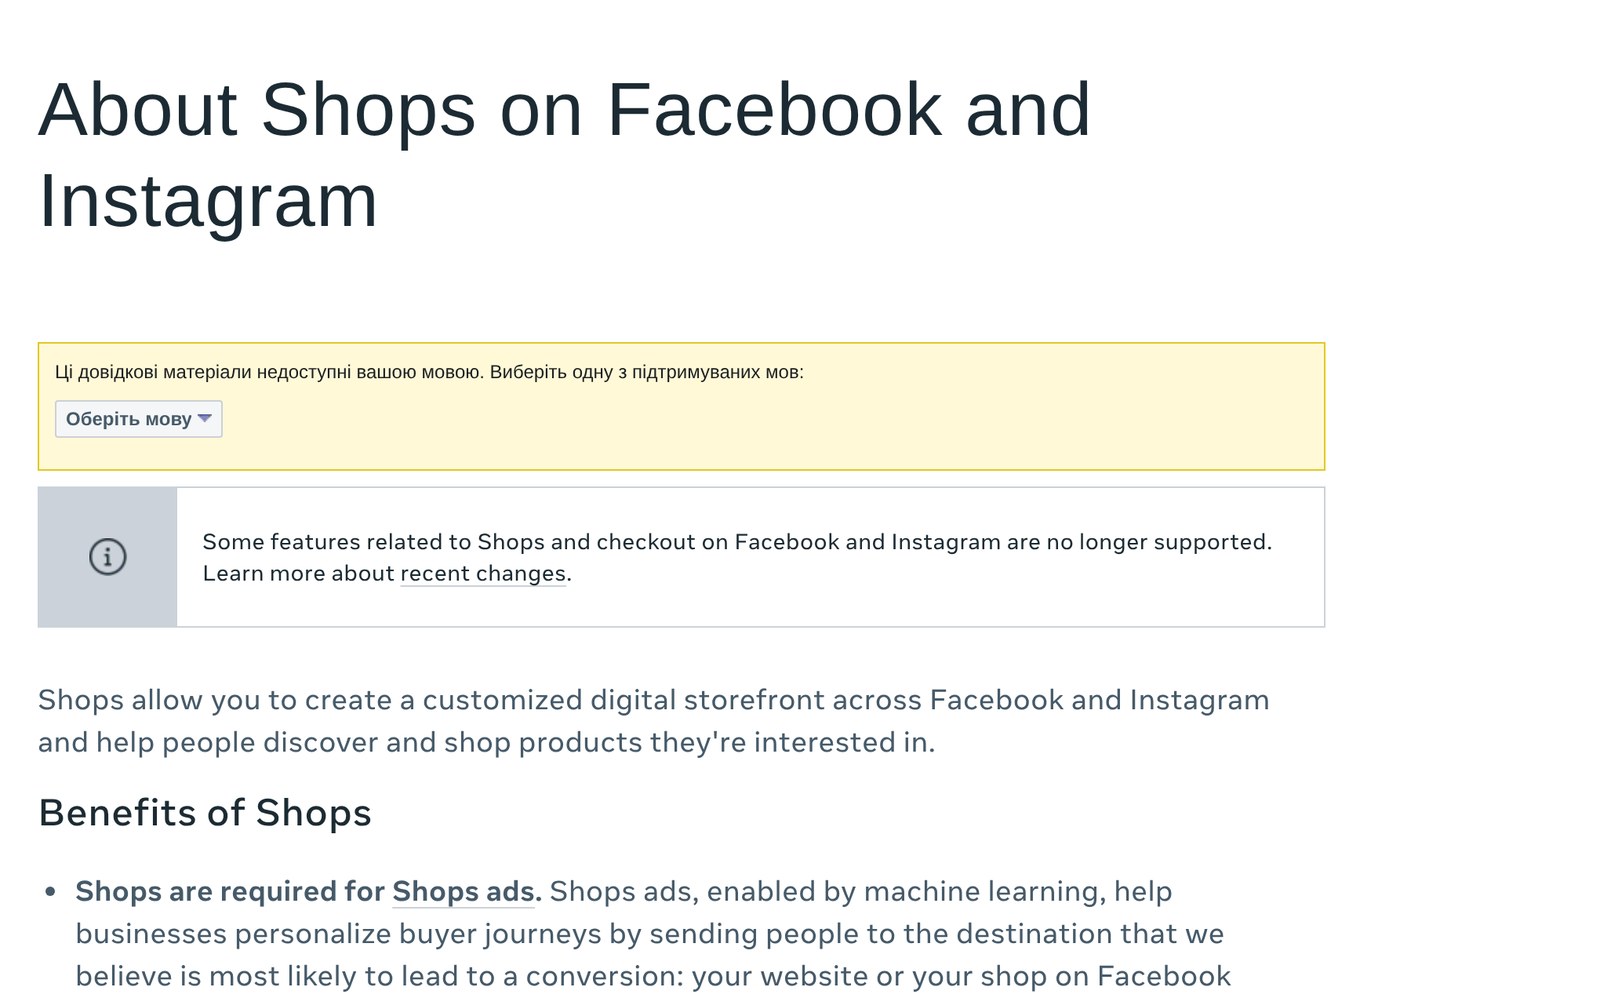 About Shops on Facebook and
Instagram
Ці довідкові матеріали недоступні вашою мовою. Виберіть одну з підтримуваних мов:
Оберіть мову
Some features related to Shops and checkout on Facebook and Instagram are no longer supported.
Learn more about recent changes.
Shops allow you to create a customized digital storefront across Facebook and Instagram
and help people discover and shop products they're interested in.
Benefits of Shops
• Shops are required for Shops ads. Shops ads, enabled by machine learning, help
businesses personalize buyer journeys by sending people to the destination that we
believe is most likely to lead to a conversion: your website or your shop on Facebook